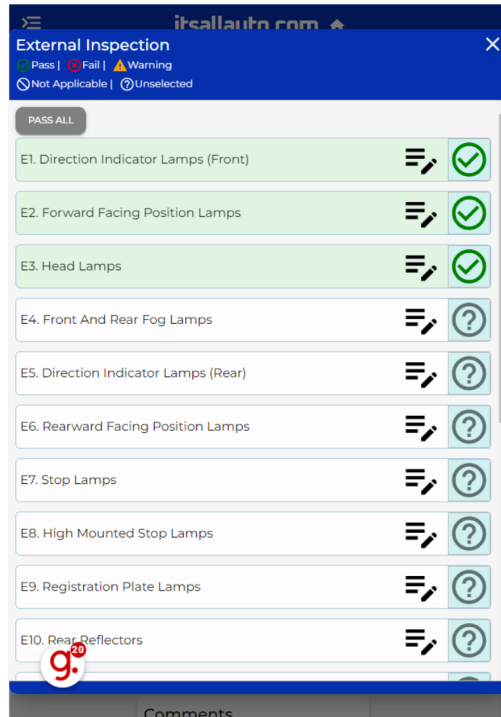 itsallauto.com
External Inspection
Pass | Fail | Warning
Not Applicable | Unselected
PASS ALL
E1. Direction Indicator Lamps (Front)
E2. Forward Facing Position Lamps
E3. Head Lamps
E4. Front And Rear Fog Lamps
E5. Direction Indicator Lamps (Rear)
E6. Rearward Facing Position Lamps
E7. Stop Lamps
E8. High Mounted Stop Lamps
E9. Registration Plate Lamps
E10. Rear Reflectors
g. 20
Comments